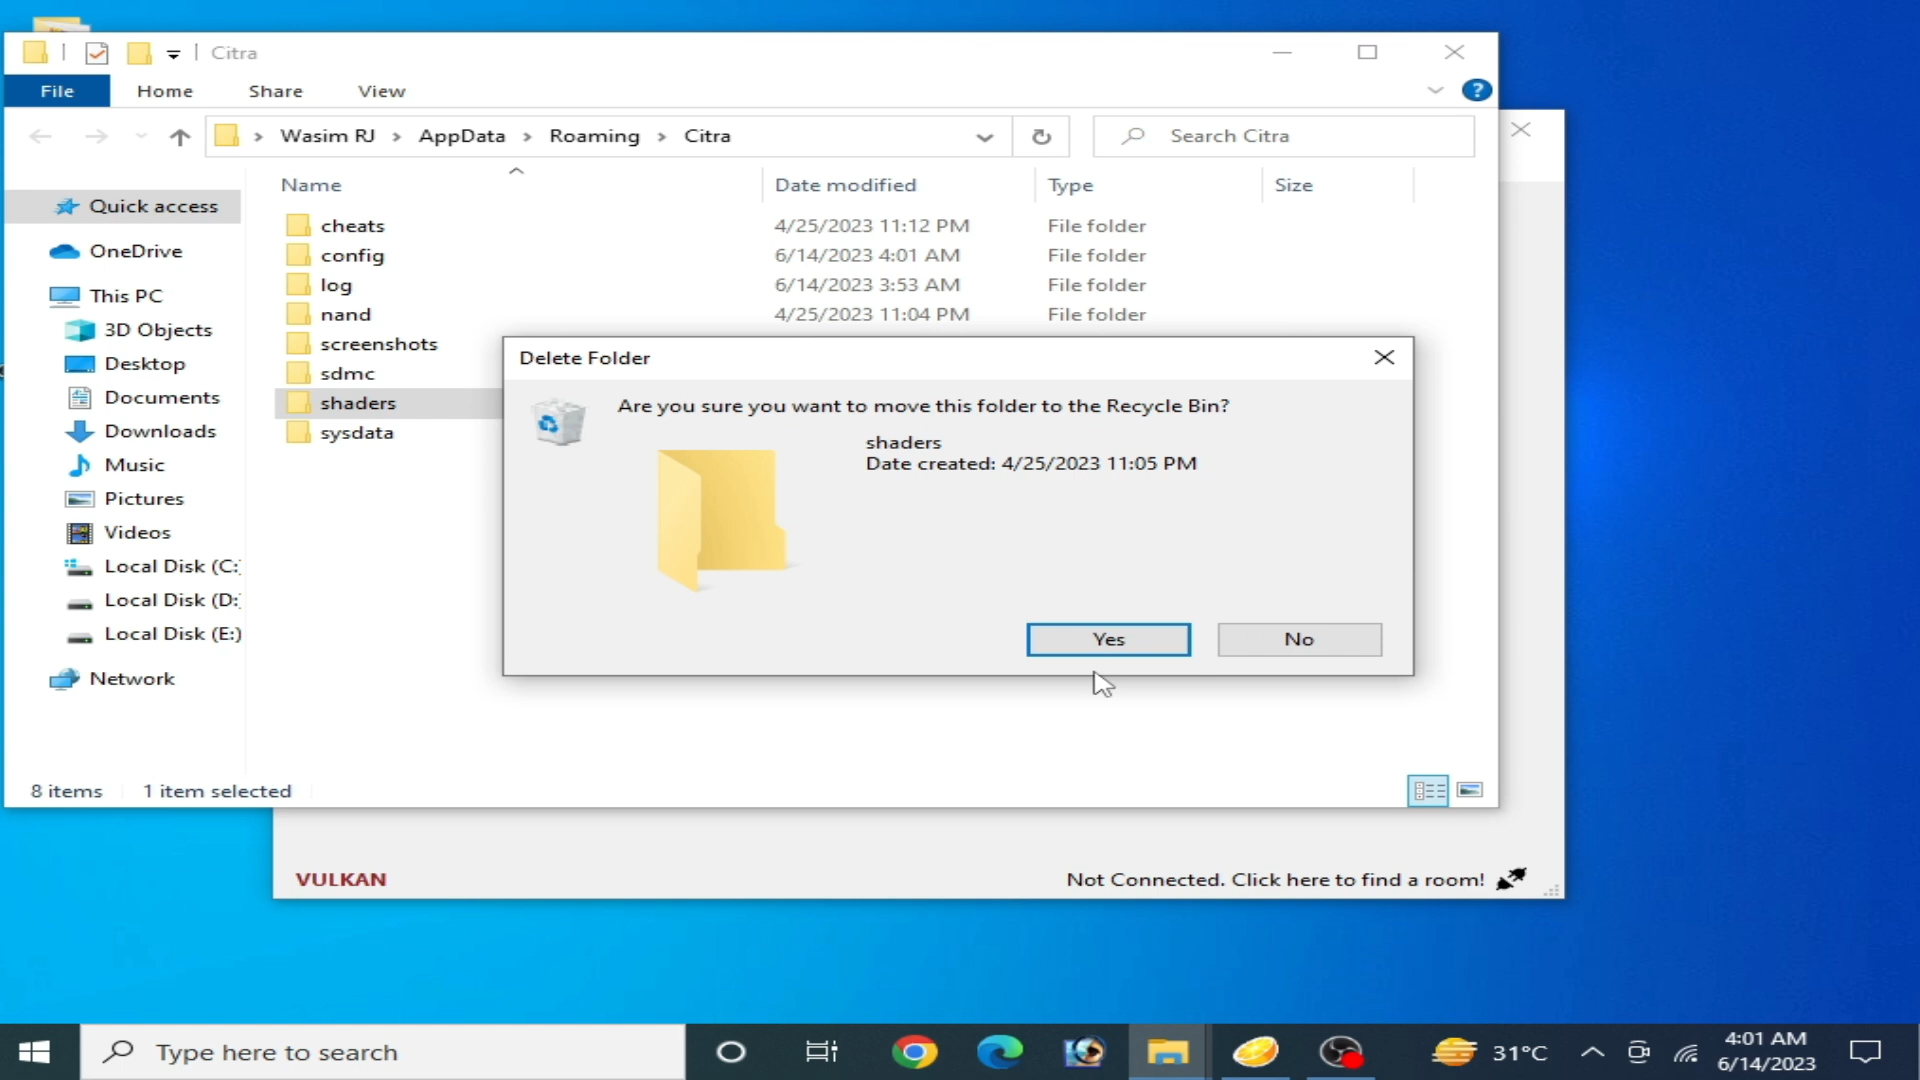 Citra
File Home Share View
Wasim RJ AppData Roaming Citra
Search Citra
Name Date modified Type Size
Quick access
OneDrive
This PC
3D Objects
Desktop
Documents
Downloads
Music
Pictures
Videos
Local Disk (C:
Local Disk (D:
Local Disk (E:)
Network
cheats 4/25/2023 11:12 PM File folder
config 6/14/2023 4:01 AM File folder
log 6/14/2023 3:53 AM File folder
nand 4/25/2023 11:04 PM File folder
screenshots
sdmc
shaders
sysdata
Delete Folder
Are you sure you want to move this folder to the Recycle Bin?
shaders
Date created: 4/25/2023 11:05 PM
Yes No
8 items 1 item selected
VULKAN
Not Connected. Click here to find a room!
Type here to search
31°C
4:01 AM
6/14/2023